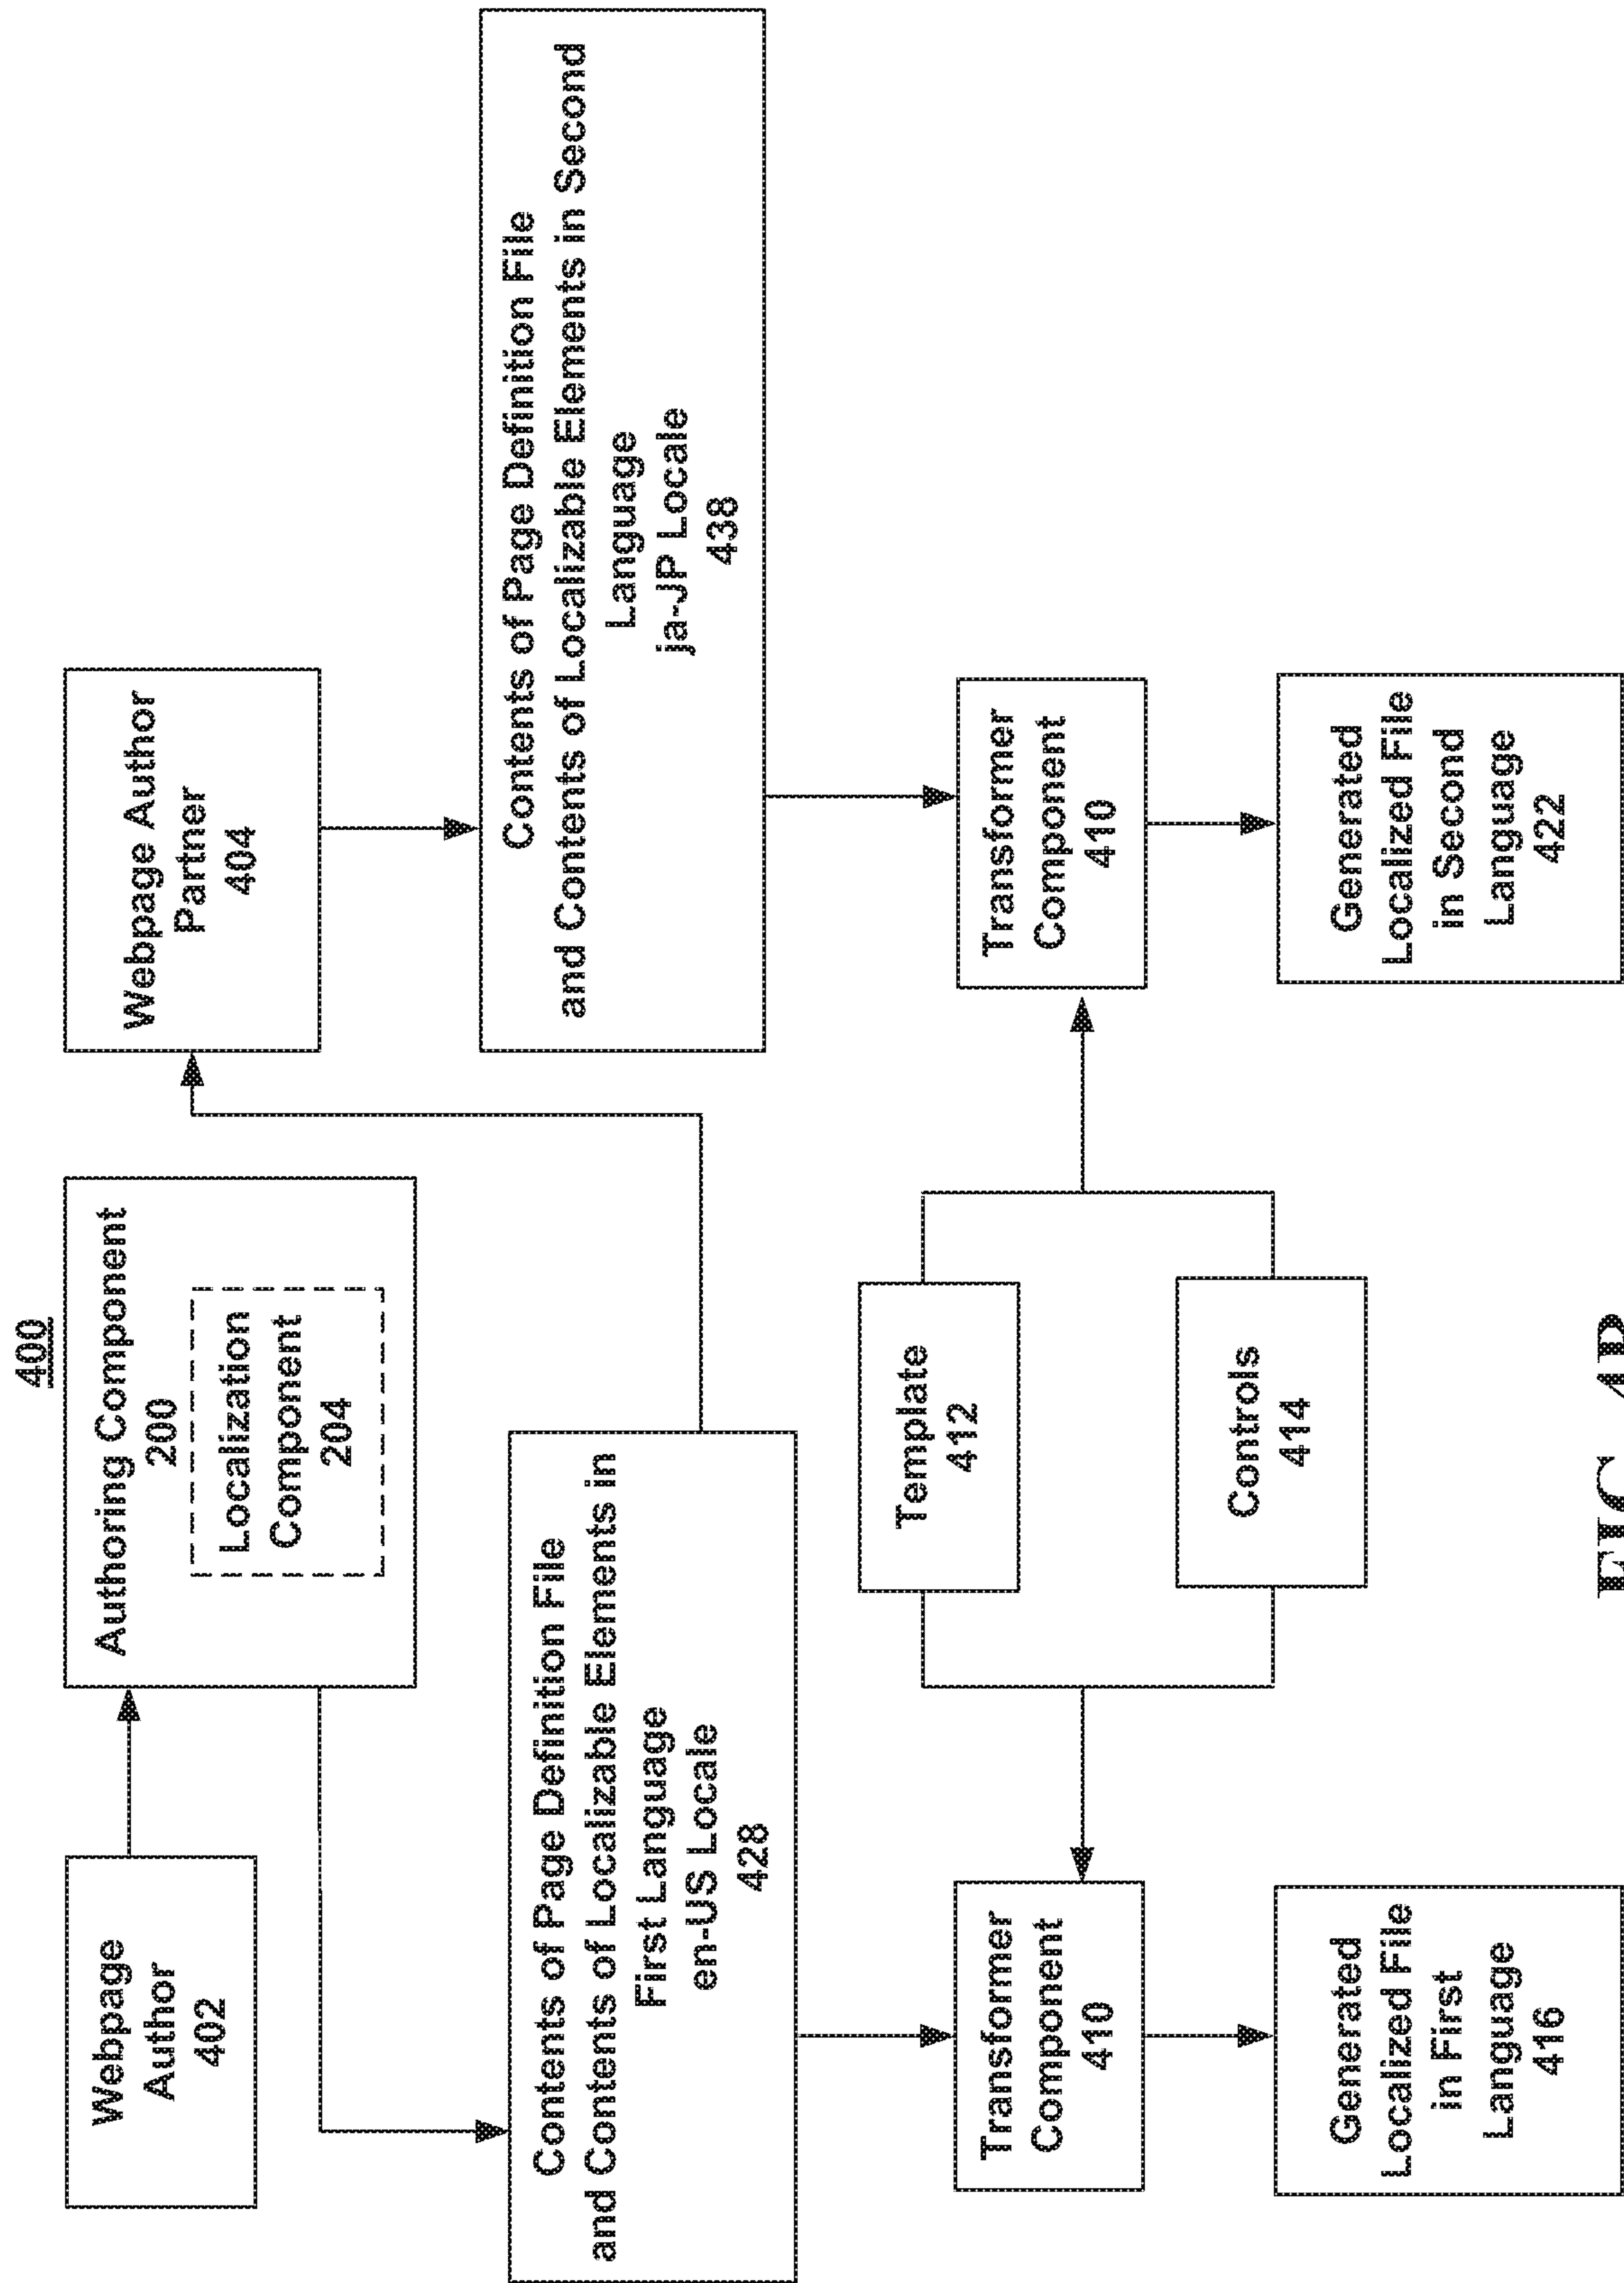 400
Webpage
Author
402
Authoring Component
200
Localization
Component
204
Webpage Author
Partner
404
Contents of Page Definition File
and Contents of Localizable Elements in
First Language
en-US Locale
428
Contents of Page Definition File
and Contents of Localizable Elements in Second
Language
ja-JP Locale
438
Transformer
Component
410
Template
412
Controls
414
Transformer
Component
410
Generated
Localized File
in First
Language
416
Generated
Localized File
in Second
Language
422